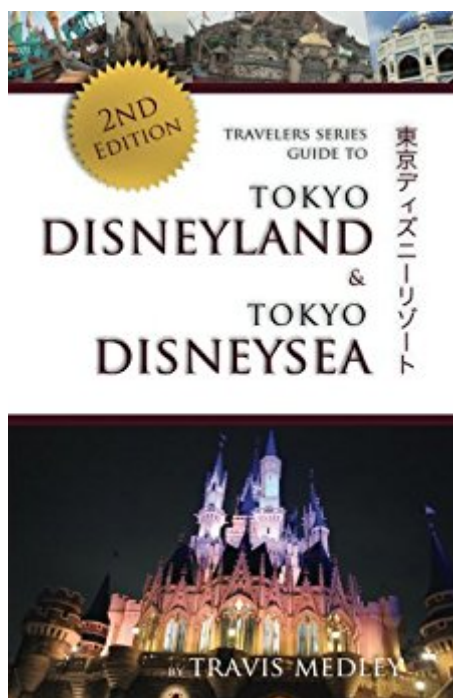 2ND
EDITION
TRAVELERS SERIES
GUIDE TO
TOKYO
DISNEYLAND
&
TOKYO
DISNEYSEA
東京ディズニーリゾート
BY TRAVIS MEDLEY